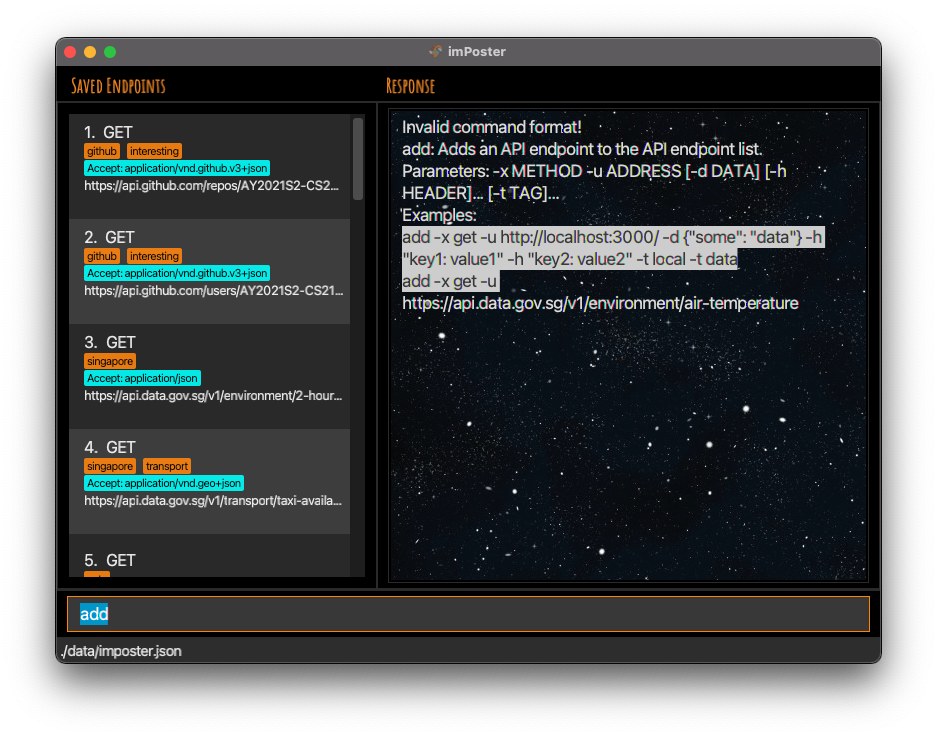 imPoster
Saved Endpoints
Response
1. GET
github interesting
Accept: application/vnd.github.v3+json
https://api.github.com/repos/AY2021S2-CS2...
2. GET
github interesting
Accept: application/vnd.github.v3+json
https://api.github.com/users/AY2021S2-CS21...
3. GET
singapore
Accept: application/json
https://api.data.gov.sg/v1/environment/2-hour...
4. GET
singapore transport
Accept: application/vnd.geo+json
https://api.data.gov.sg/v1/transport/taxi-availa...
5. GET
Invalid command format!
add: Adds an API endpoint to the API endpoint list.
Parameters: -x METHOD -u ADDRESS [-d DATA] [-h
HEADER]... [-t TAG]...
Examples:
add -x get -u http://localhost:3000/ -d {"some": "data"} -h
"key1: value1" -h "key2: value2" -t local -t data
add -x get -u
https://api.data.gov.sg/v1/environment/air-temperature
add
./data/imposter.json